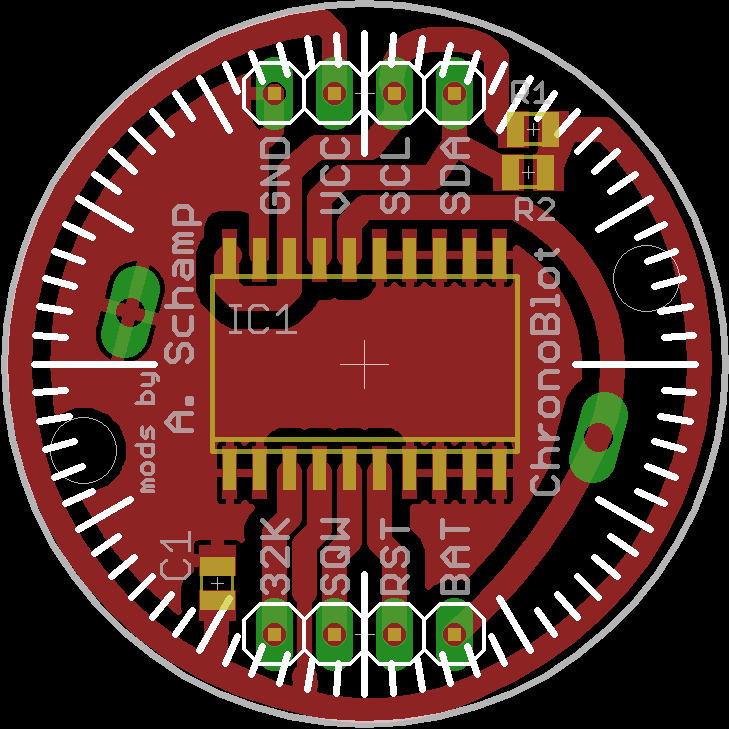 R1
GND
VCC
SCL
SDA
R2
IC1
mods by
A. Schamp
ChronoBlot
C1
32K
SQW
RST
BAT